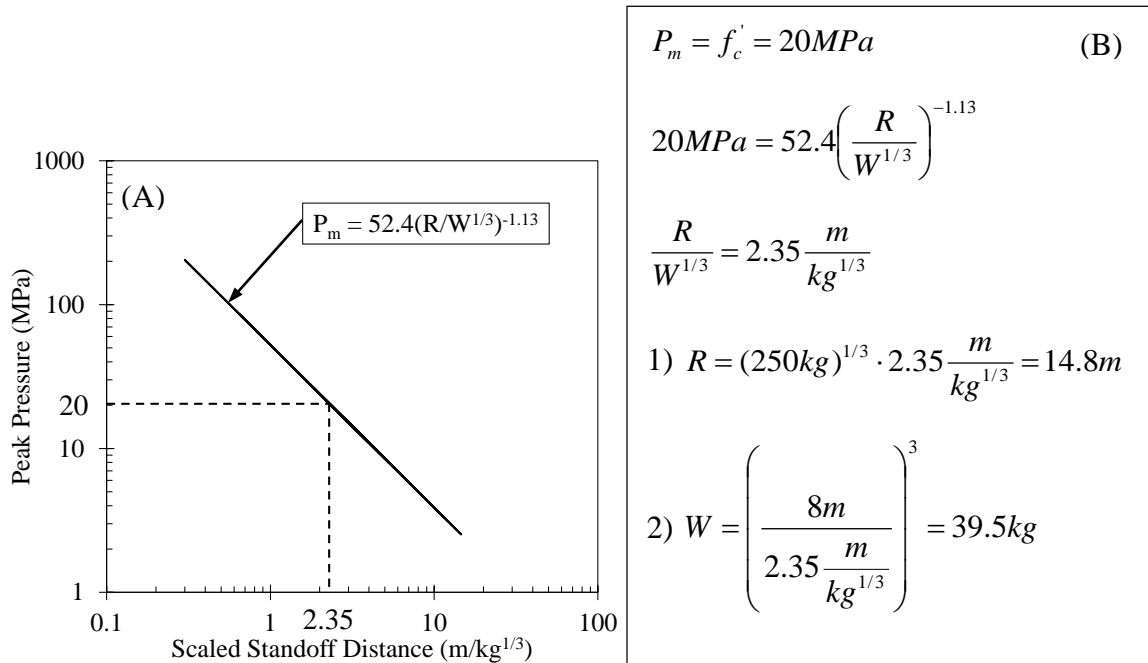 (A)
P_m = 52.4(R/W^{1/3})^{-1.13}
Peak Pressure (MPa)
1000
100
20
10
1
0.1
1
2.35
10
100
Scaled Standoff Distance (m/kg^{1/3})
P_m = f_c^' = 20MPa (B)
20MPa = 52.4(R/W^{1/3})^{-1.13}
R/W^{1/3} = 2.35 m/kg^{1/3}
1) R = (250kg)^{1/3} · 2.35 m/kg^{1/3} = 14.8m
2) W = (8m/(2.35 m/kg^{1/3}))^3 = 39.5kg